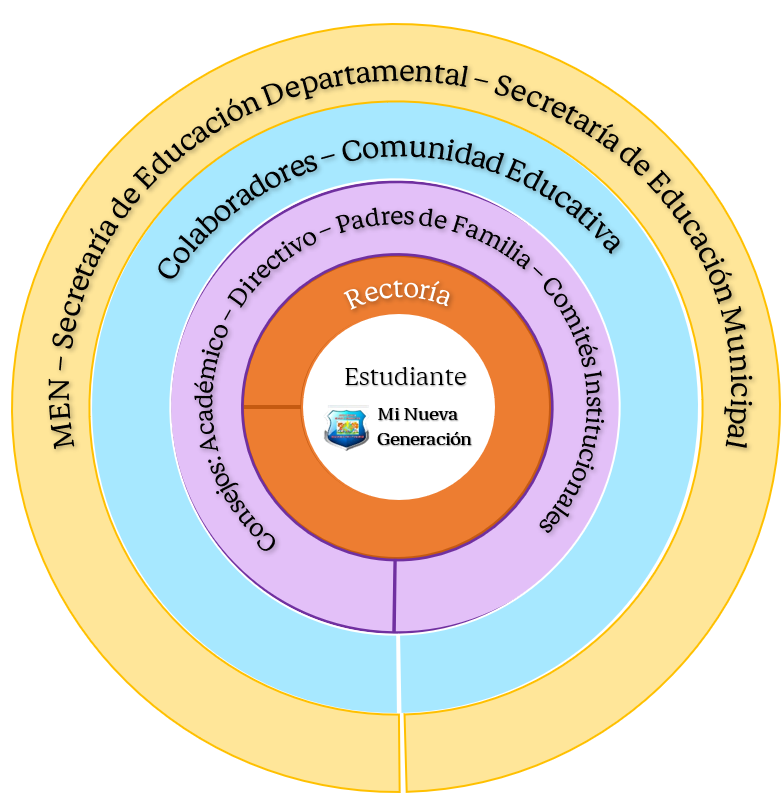 MEN – Secretaría de Educación Departamental – Secretaría de Educación Municipal
Colaboradores – Comunidad Educativa
Consejos: Académico – Directivo – Padres de Familia – Comités Institucionales
Rectoría
Estudiante
Mi Nueva
Generación